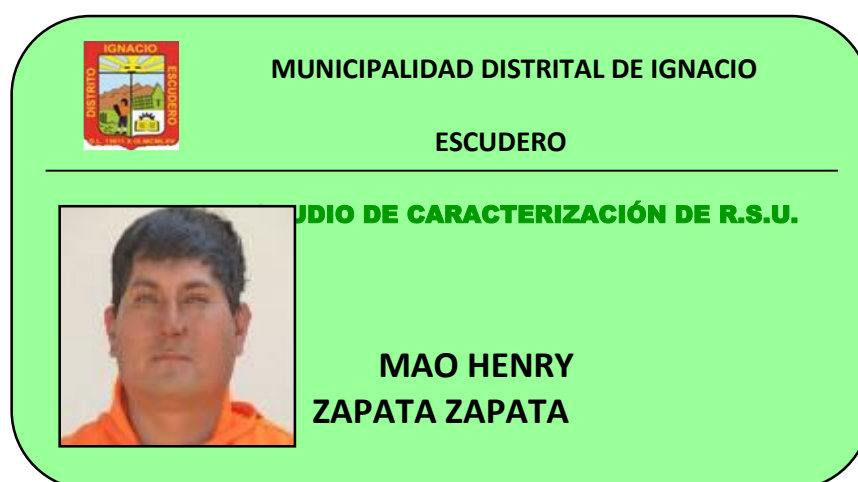 IGNACIO
DISTRITO
ESCUDERO
MUNICIPALIDAD DISTRITAL DE IGNACIO
ESCUDERO
UDIO DE CARACTERIZACIÓN DE R.S.U.
MAO HENRY
ZAPATA ZAPATA